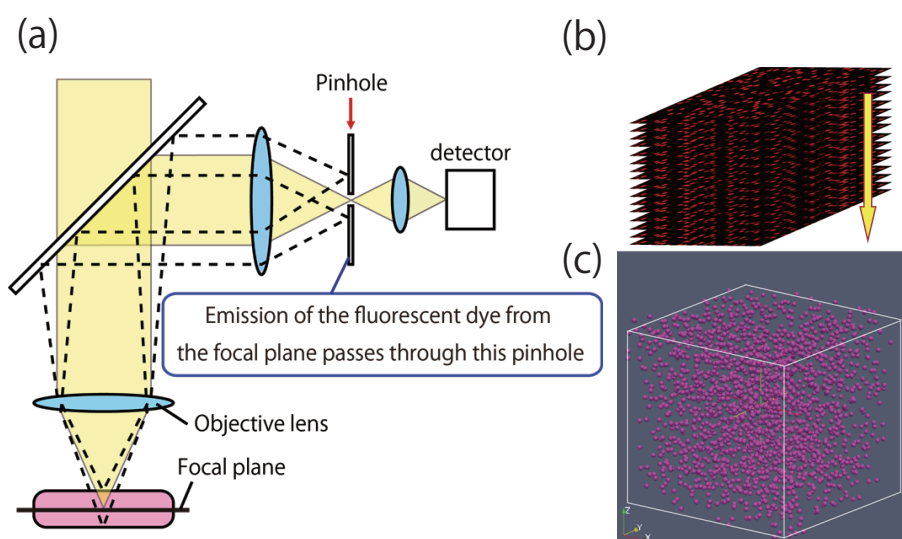 (a)
Pinhole
detector
Emission of the fluorescent dye from
the focal plane passes through this pinhole
Objective lens
Focal plane
(b)
(c)
Z
Y
X